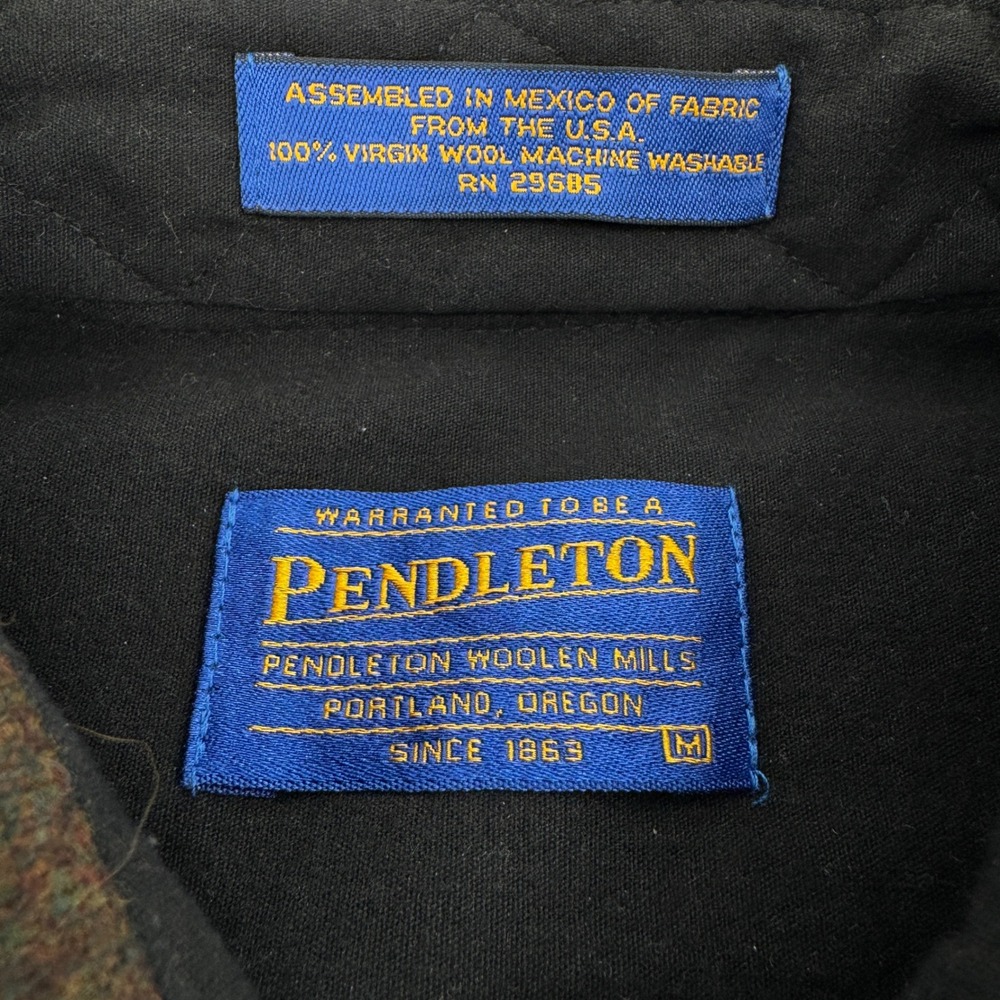 ASSEMBLED IN MEXICO OF FABRIC
FROM THE U.S.A.
100% VIRGIN WOOL MACHINE WASHABLE
RN 29685
WARRANTED TO BE A
PENDLETON
PENDLETON WOOLEN MILLS
PORTLAND, OREGON
SINCE 1863
M